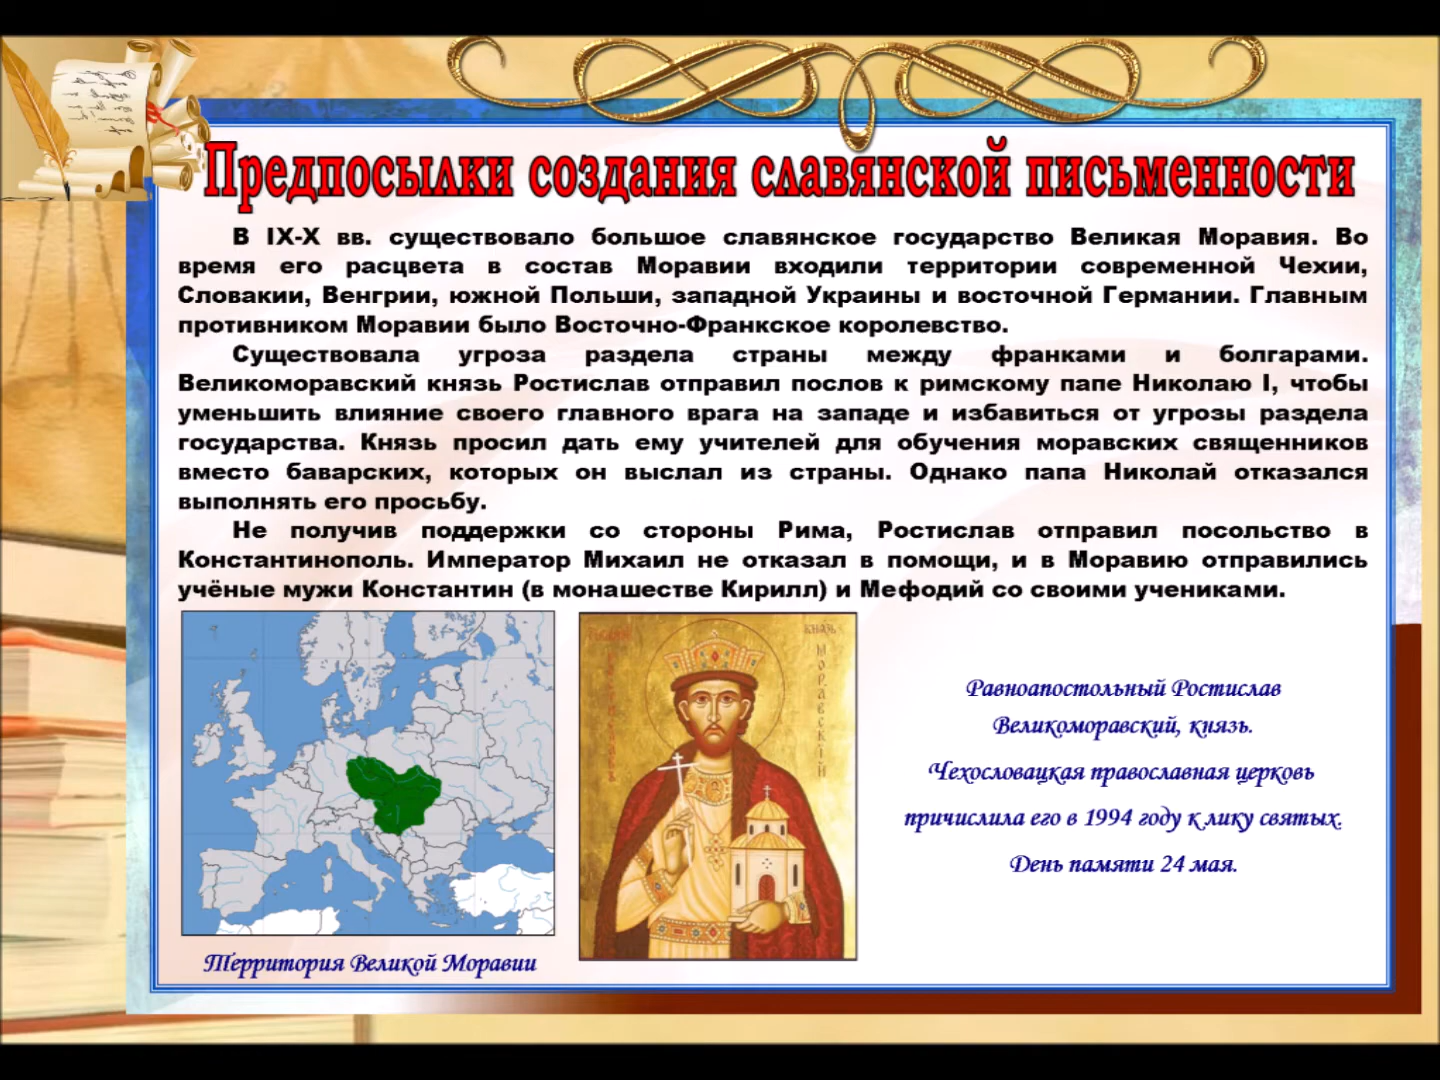 Предпосылки создания славянской письменности
В IX-X вв. существовало большое славянское государство Великая Моравия. Во
время его расцвета в состав Моравии входили территории современной Чехии,
Словакии, Венгрии, южной Польши, западной Украины и восточной Германии. Главным
противником Моравии было Восточно-Франкское королевство.
Существовала угроза раздела страны между франками и болгарами.
Великоморавский князь Ростислав отправил послов к римскому папе Николаю I, чтобы
уменьшить влияние своего главного врага на западе и избавиться от угрозы раздела
государства. Князь просил дать ему учителей для обучения моравских священников
вместо баварских, которых он выслал из страны. Однако папа Николай отказался
выполнять его просьбу.
Не получив поддержки со стороны Рима, Ростислав отправил посольство в
Константинополь. Император Михаил не отказал в помощи, и в Моравию отправились
учёные мужи Константин (в монашестве Кирилл) и Мефодий со своими учениками.
КНЯЗЬ
МОРАВСКІЙ
Равноапостольный Ростислав
Великоморавский, князь.
Чехословацкая православная церковь
причислила его в 1994 году к лику святых.
День памяти 24 мая.
Территория Великой Моравии